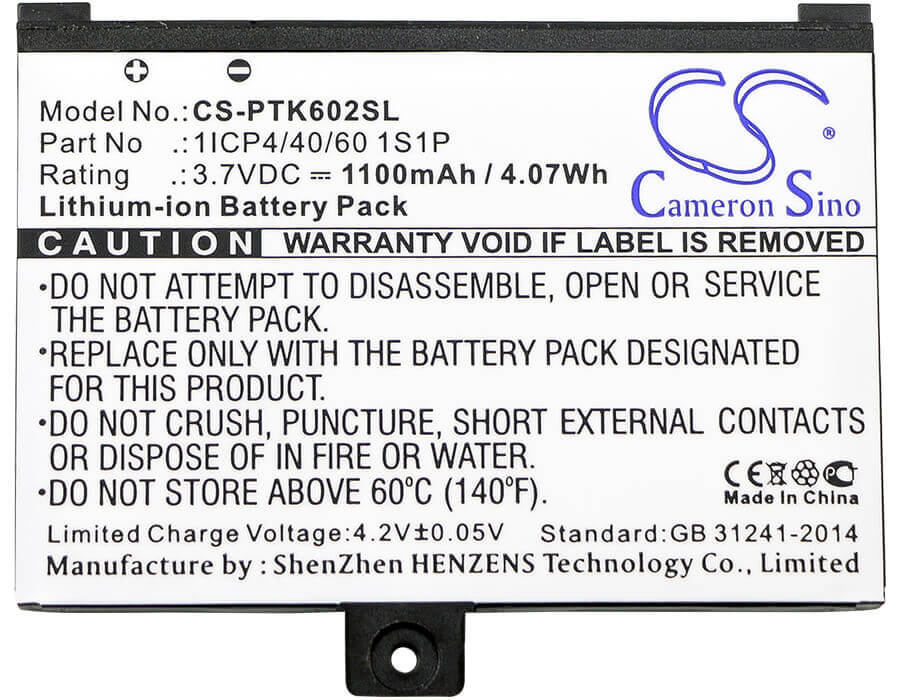 Model No.:CS-PTK602SL
Part No .:1ICP4/40/60 1S1P
Rating .:3.7VDC ⎓ 1100mAh / 4.07Wh
Lithium-ion Battery Pack
CS ®
Cameron Sino
CAUTION WARRANTY VOID IF LABEL IS REMOVED
•DO NOT ATTEMPT TO DISASSEMBLE, OPEN OR SERVICE
THE BATTERY PACK.
•REPLACE ONLY WITH THE BATTERY PACK DESIGNATED
FOR THIS PRODUCT.
•DO NOT CRUSH, PUNCTURE, SHORT EXTERNAL CONTACTS
OR DISPOSE OF IN FIRE OR WATER.
•DO NOT STORE ABOVE 60°C (140°F).
CE
Made In China
Limited Charge Voltage:4.2V±0.05V Standard:GB 31241-2014
Manufacture by : ShenZhen HENZENS Technology Co., Limited